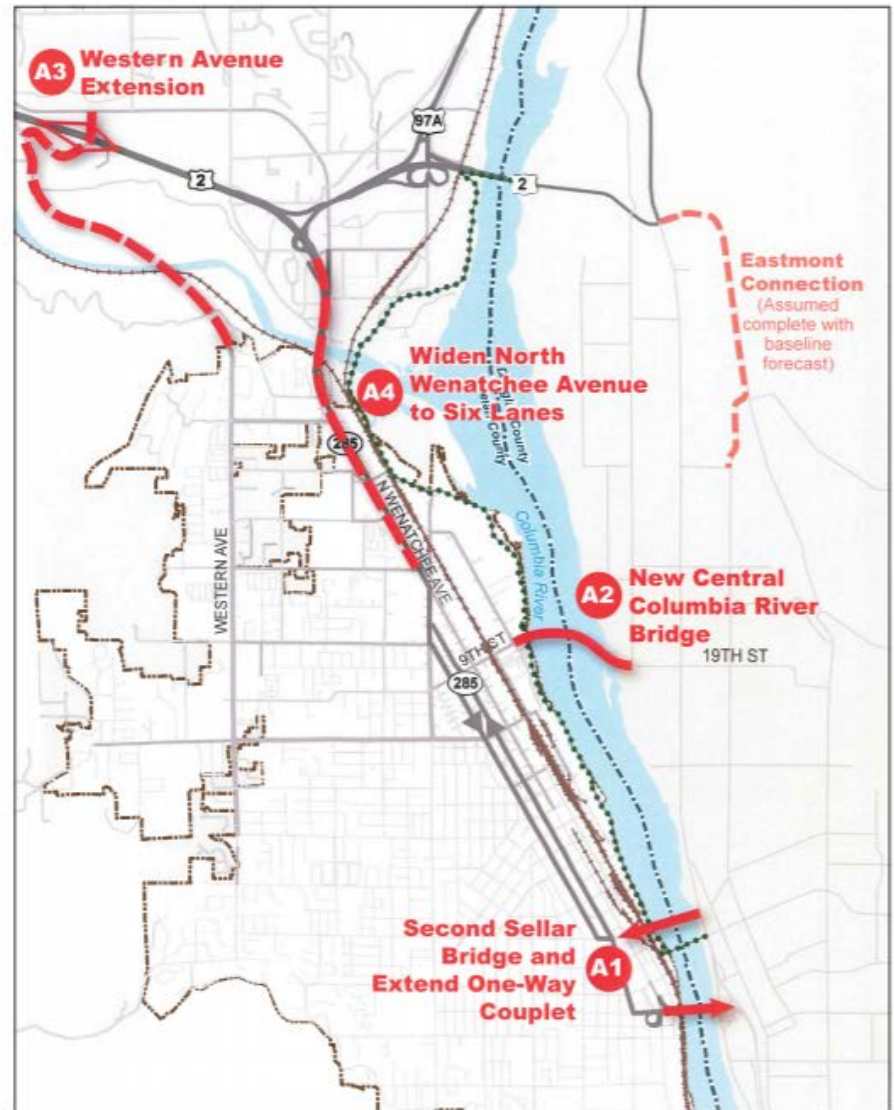 A3
Western Avenue
Extension
97A
2
2
Eastmont
Connection
(Assumed
complete with
baseline
forecast)
A4
Widen North
Wenatchee Avenue
to Six Lanes
County
County
285
N WENATCHEE AVE
WESTERN AVE
Columbia River
A2
New Central
Columbia River
Bridge
9TH ST
19TH ST
285
Second Sellar
Bridge and
Extend One-Way
Couplet
A1